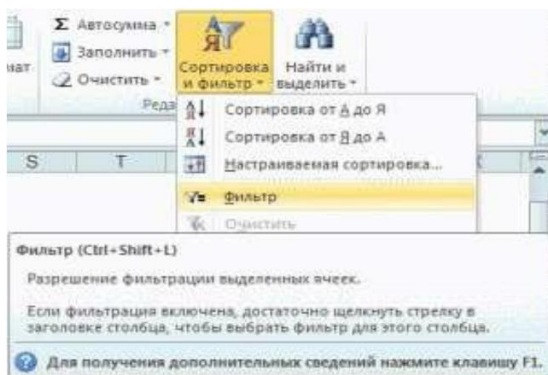 Σ Автосумма
Заполнить
мат
Очистить
Сортировка и фильтр
Найти и выделить
Реда
Сортировка от А до Я
Сортировка от Я до А
S T
Настраиваемая сортировка...
Фильтр
Очистить
Фильтр (Ctrl+Shift+L)
Разрешение фильтрации выделенных ячеек.
Если фильтрация включена, достаточно щелкнуть стрелку в
заголовке столбца, чтобы выбрать фильтр для этого столбца.
Для получения дополнительных сведений нажмите клавишу F1.